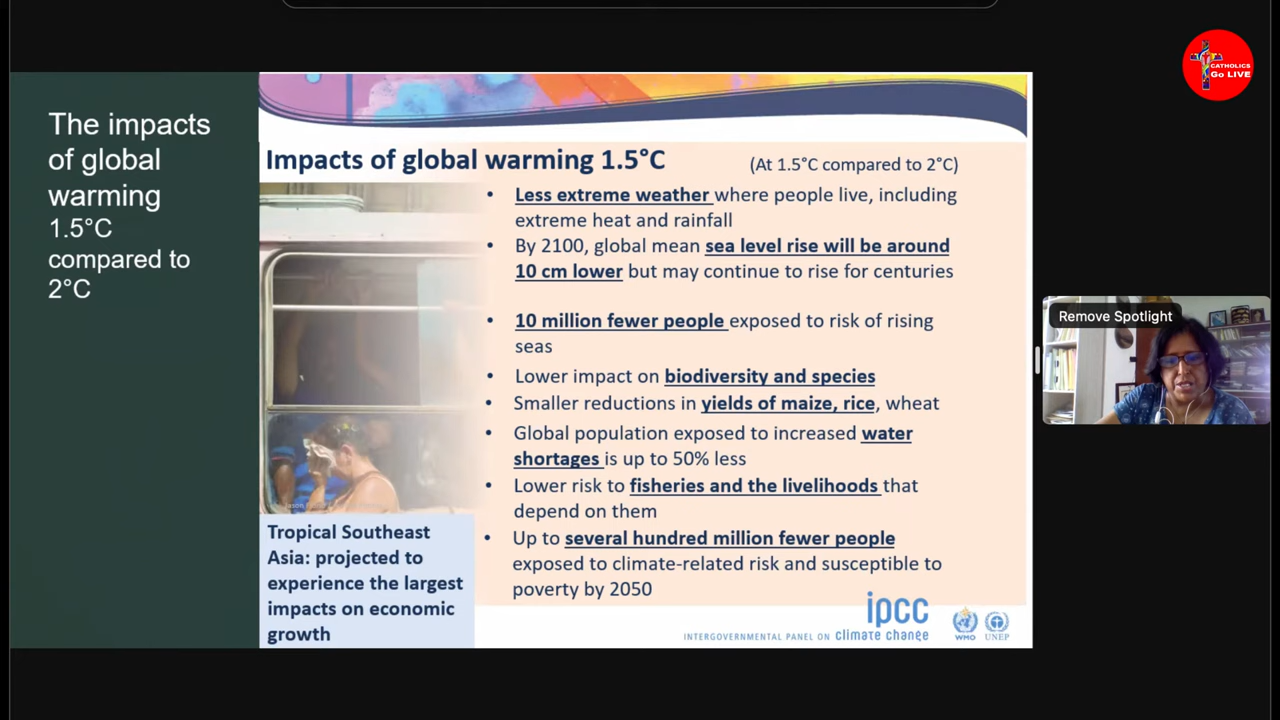 CATHOLICS
Go LIVE
The impacts
of global
warming
1.5°C
compared to
2°C
Impacts of global warming 1.5°C
(At 1.5°C compared to 2°C)
• Less extreme weather where people live, including
extreme heat and rainfall
• By 2100, global mean sea level rise will be around
10 cm lower but may continue to rise for centuries
• 10 million fewer people exposed to risk of rising
seas
• Lower impact on biodiversity and species
• Smaller reductions in yields of maize, rice, wheat
• Global population exposed to increased water
shortages is up to 50% less
• Lower risk to fisheries and the livelihoods that
depend on them
• Up to several hundred million fewer people
exposed to climate-related risk and susceptible to
poverty by 2050
Tropical Southeast
Asia: projected to
experience the largest
impacts on economic
growth
ipcc
INTERGOVERNMENTAL PANEL ON climate change
WMO
UNEP
Remove Spotlight